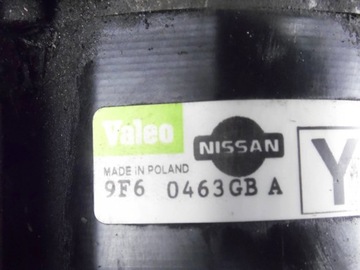 Valeo
NISSAN
MADE IN POLAND
9F6 0463GB A
Y